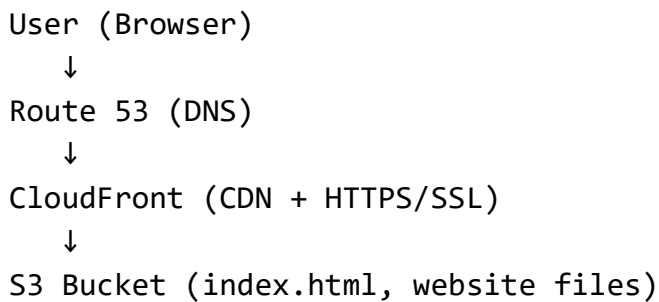 User (Browser)
↓
Route 53 (DNS)
↓
CloudFront (CDN + HTTPS/SSL)
↓
S3 Bucket (index.html, website files)